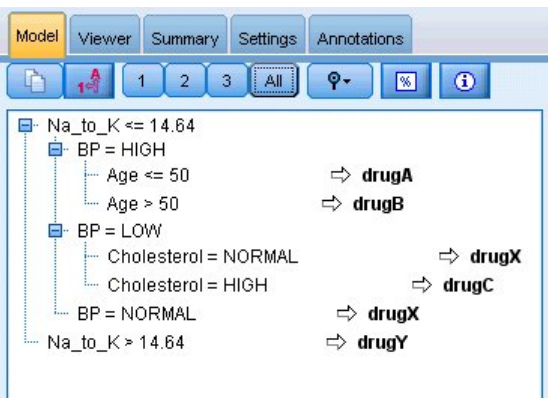 Model Viewer Summary Settings Annotations
1 A 1 2 3 All % i
Na_to_K <= 14.64
BP = HIGH
Age <= 50 ⇨ drugA
Age > 50 ⇨ drugB
BP = LOW
Cholesterol = NORMAL ⇨ drugX
Cholesterol = HIGH ⇨ drugC
BP = NORMAL ⇨ drugX
Na_to_K > 14.64 ⇨ drugY